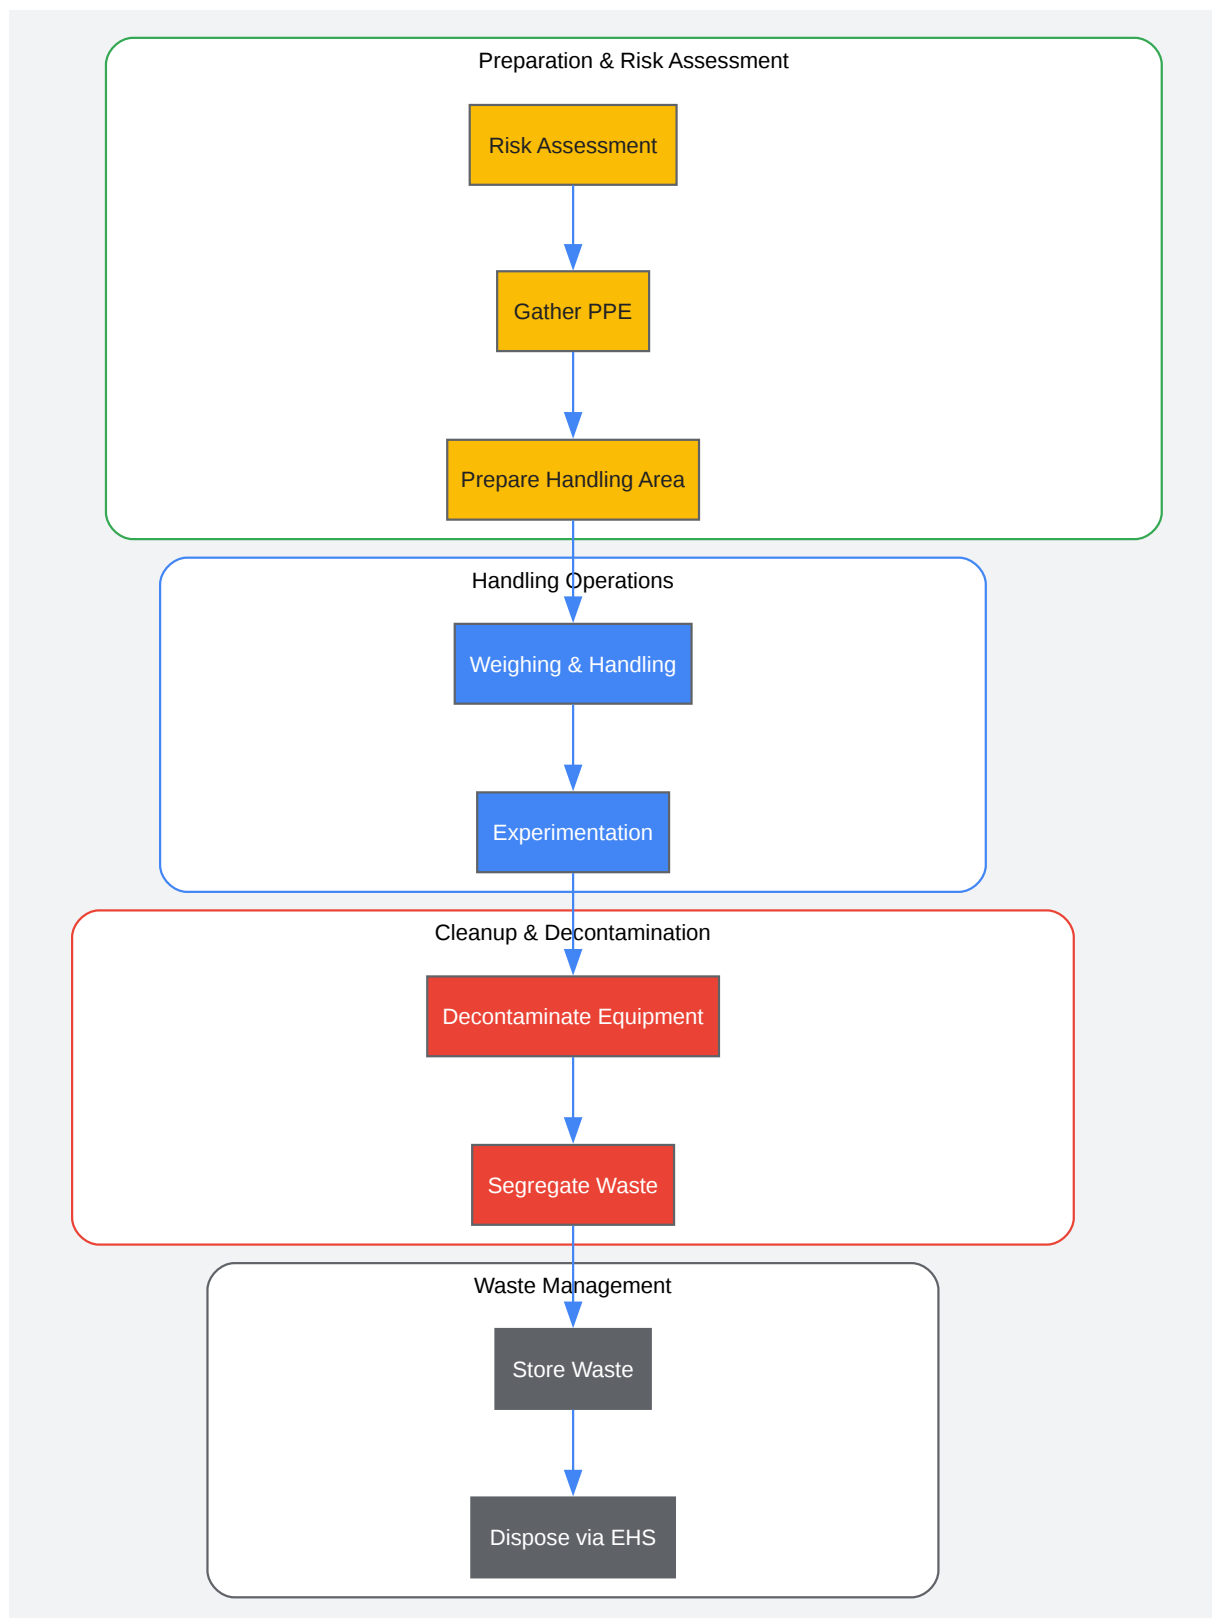 Preparation & Risk Assessment
Risk Assessment
Gather PPE
Prepare Handling Area
Handling Operations
Weighing & Handling
Experimentation
Cleanup & Decontamination
Decontaminate Equipment
Segregate Waste
Waste Management
Store Waste
Dispose via EHS